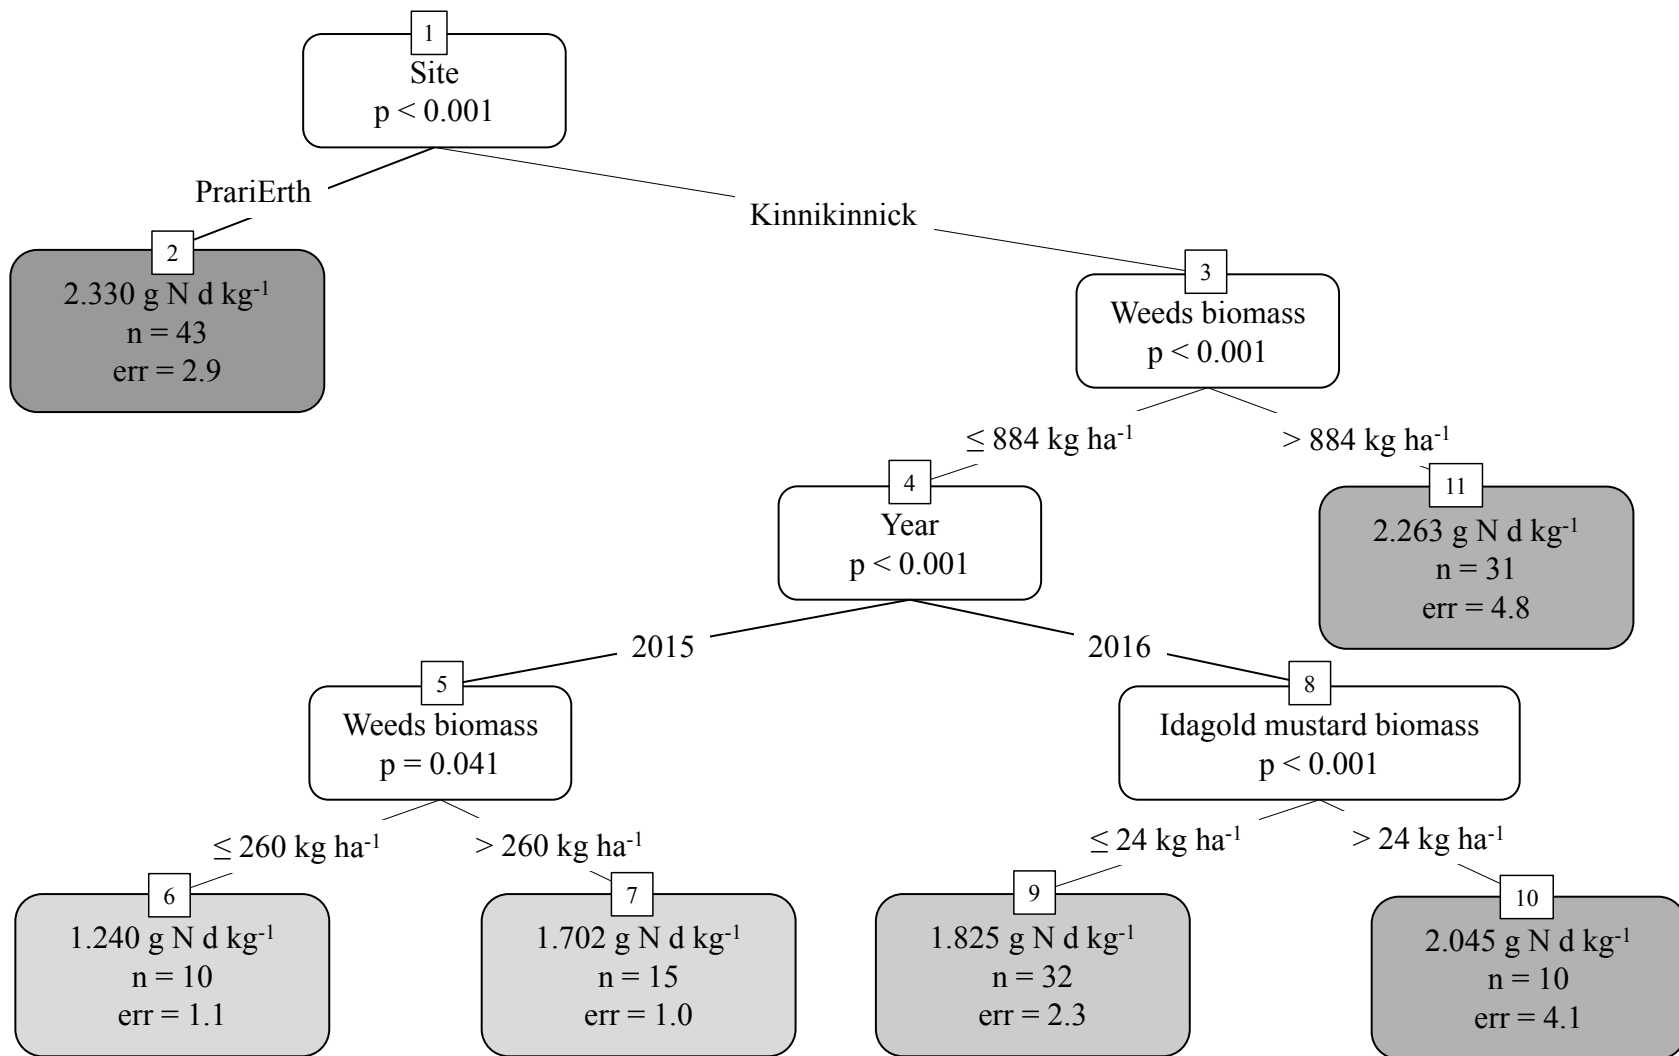 1
Site
p < 0.001
PrariErth
Kinnikinnick
2
2.330 g N d kg⁻¹
n = 43
err = 2.9
3
Weeds biomass
p < 0.001
≤ 884 kg ha⁻¹
> 884 kg ha⁻¹
4
Year
p < 0.001
11
2.263 g N d kg⁻¹
n = 31
err = 4.8
2015
2016
5
Weeds biomass
p = 0.041
8
Idagold mustard biomass
p < 0.001
≤ 260 kg ha⁻¹
> 260 kg ha⁻¹
≤ 24 kg ha⁻¹
> 24 kg ha⁻¹
6
1.240 g N d kg⁻¹
n = 10
err = 1.1
7
1.702 g N d kg⁻¹
n = 15
err = 1.0
9
1.825 g N d kg⁻¹
n = 32
err = 2.3
10
2.045 g N d kg⁻¹
n = 10
err = 4.1